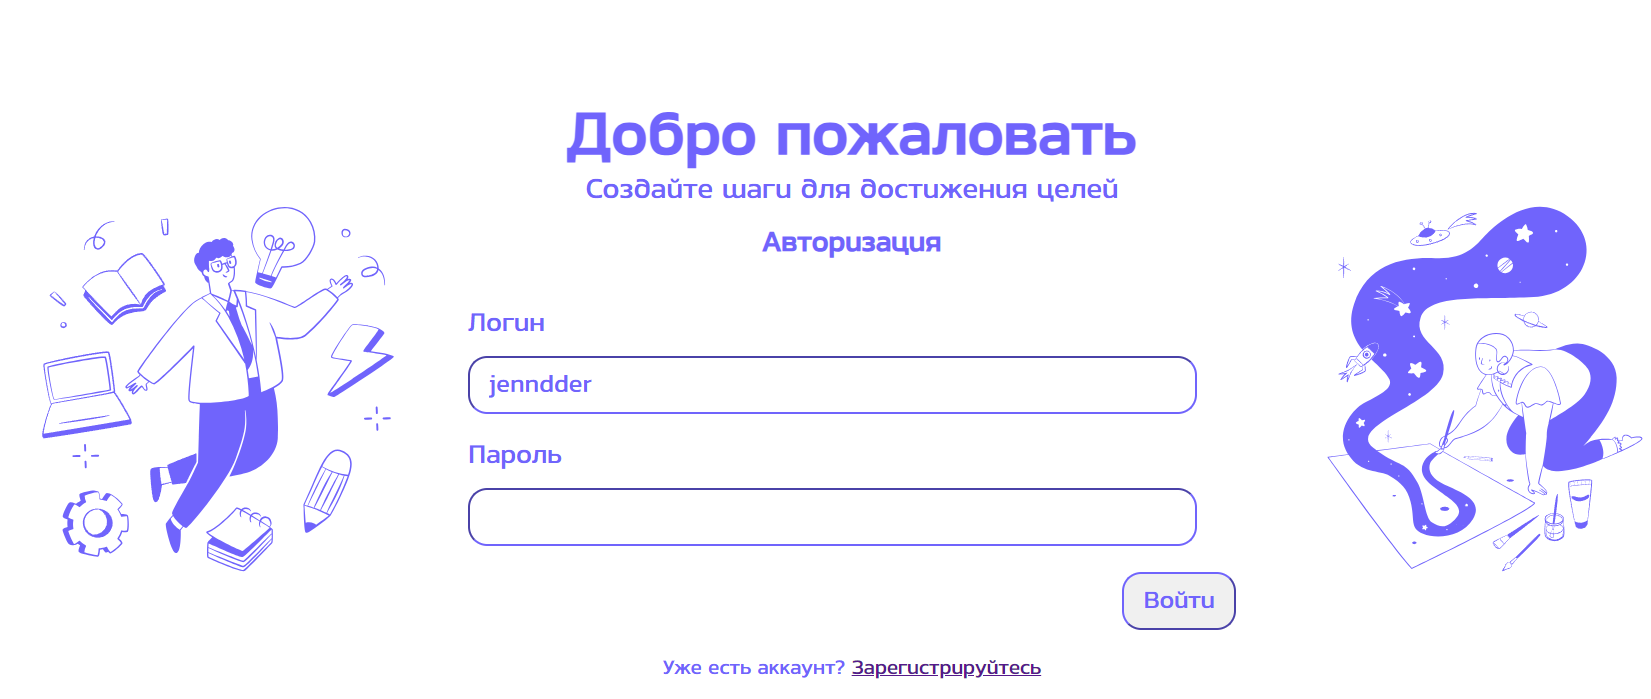 Добро пожаловать
Создайте шаги для достижения целей
Авторизация
Логин
jenndder
Пароль
Войти
Уже есть аккаунт? Зарегистрируйтесь